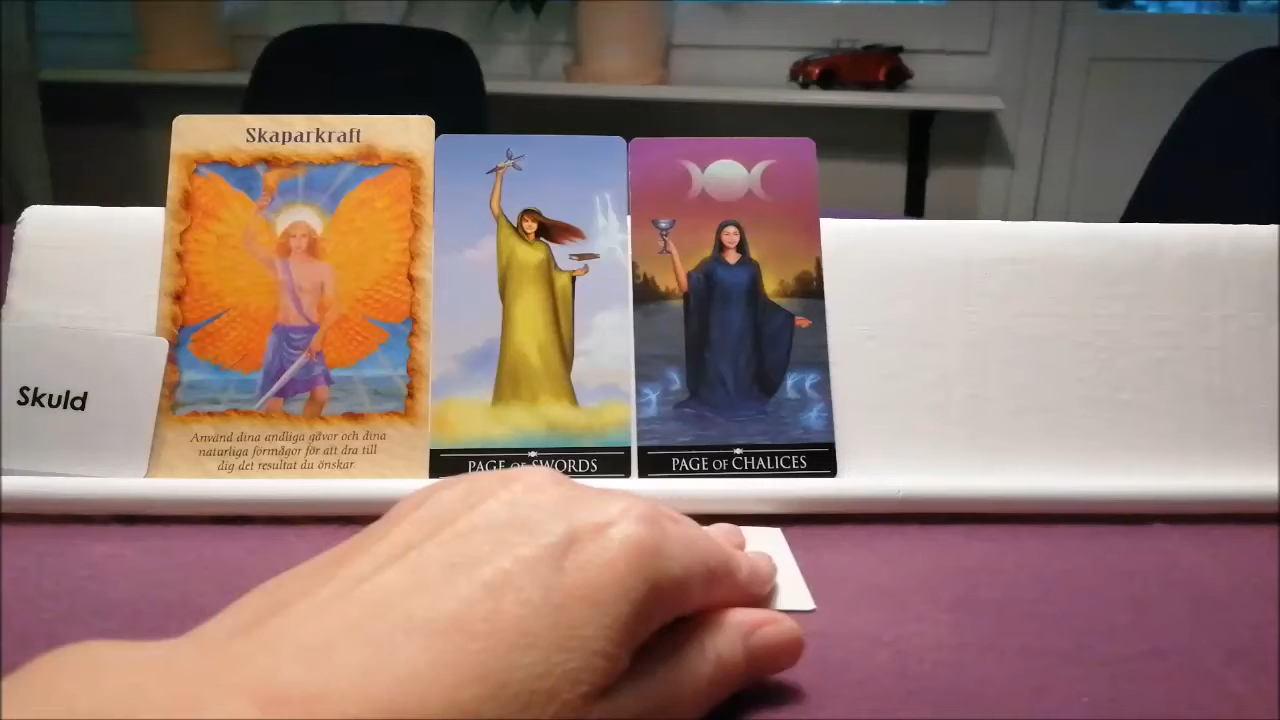 Skaparkraft
Använd dina andliga gåvor och dina
naturliga förmågor för att dra till
dig det resultat du önskar.
Skuld
PAGE OF SWORDS
PAGE OF CHALICES